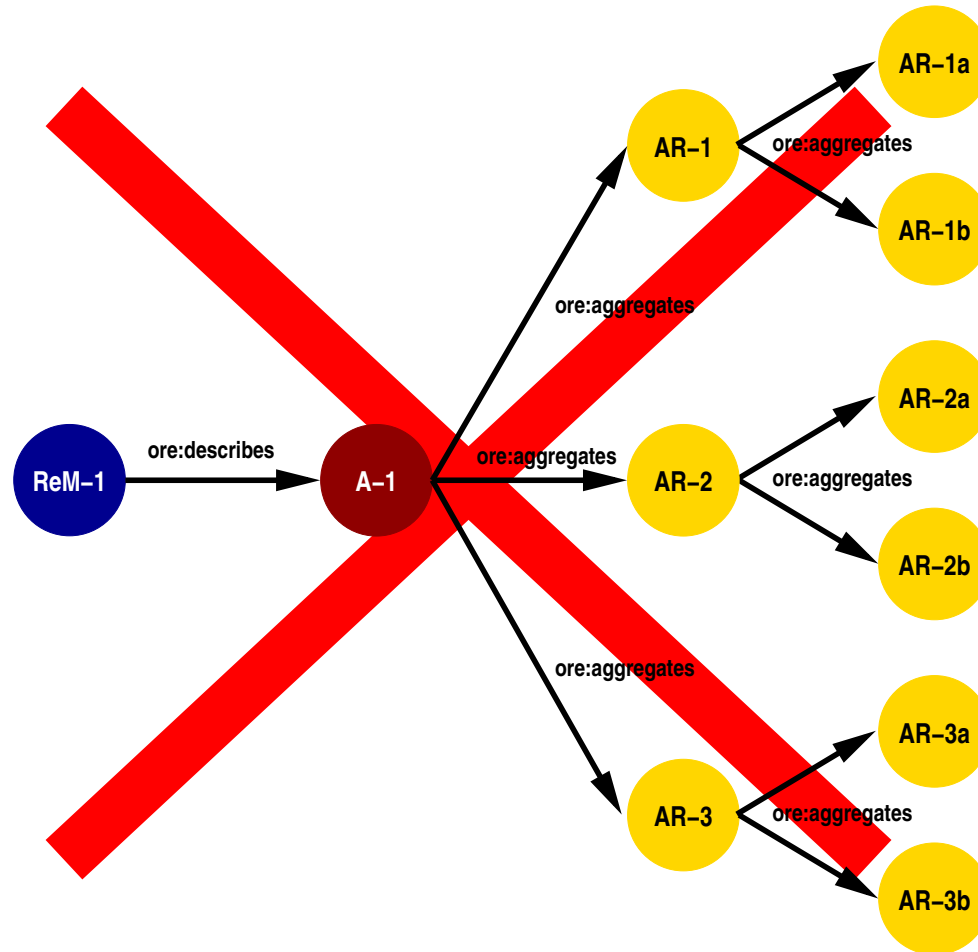 AR−1a
AR−1
ore:aggregates
AR−1b
ore:aggregates
AR−2a
ore:describes
ore:aggregates
ReM−1
A−1
AR−2
ore:aggregates
AR−2b
ore:aggregates
AR−3a
AR−3
ore:aggregates
AR−3b